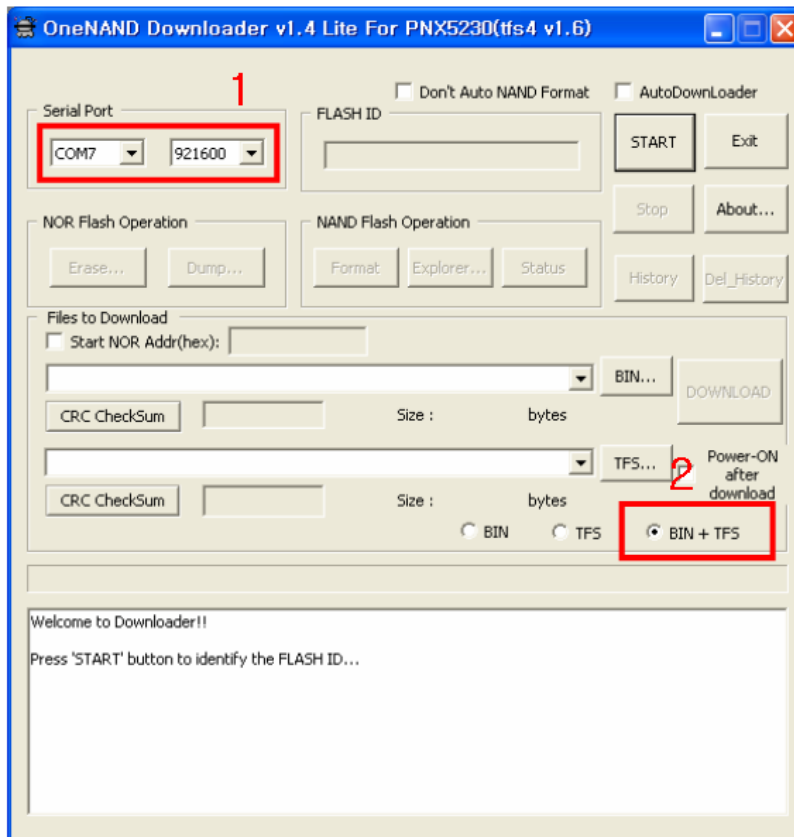 OneNAND Downloader v1.4 Lite For PNX5230(tfs4 v1.6)
1
Don't Auto NAND Format
AutoDownLoader
Serial Port
FLASH ID
COM7
921600
START
Exit
NOR Flash Operation
NAND Flash Operation
Stop
About...
Erase...
Dump...
Format
Explorer...
Status
History
Del_History
Files to Download
Start NOR Addr(hex):
BIN...
DOWNLOAD
CRC CheckSum
Size :
bytes
TFS...
2
Power-ON
after
download
CRC CheckSum
Size :
bytes
BIN
TFS
BIN + TFS
Welcome to Downloader!!
Press 'START' button to identify the FLASH ID...